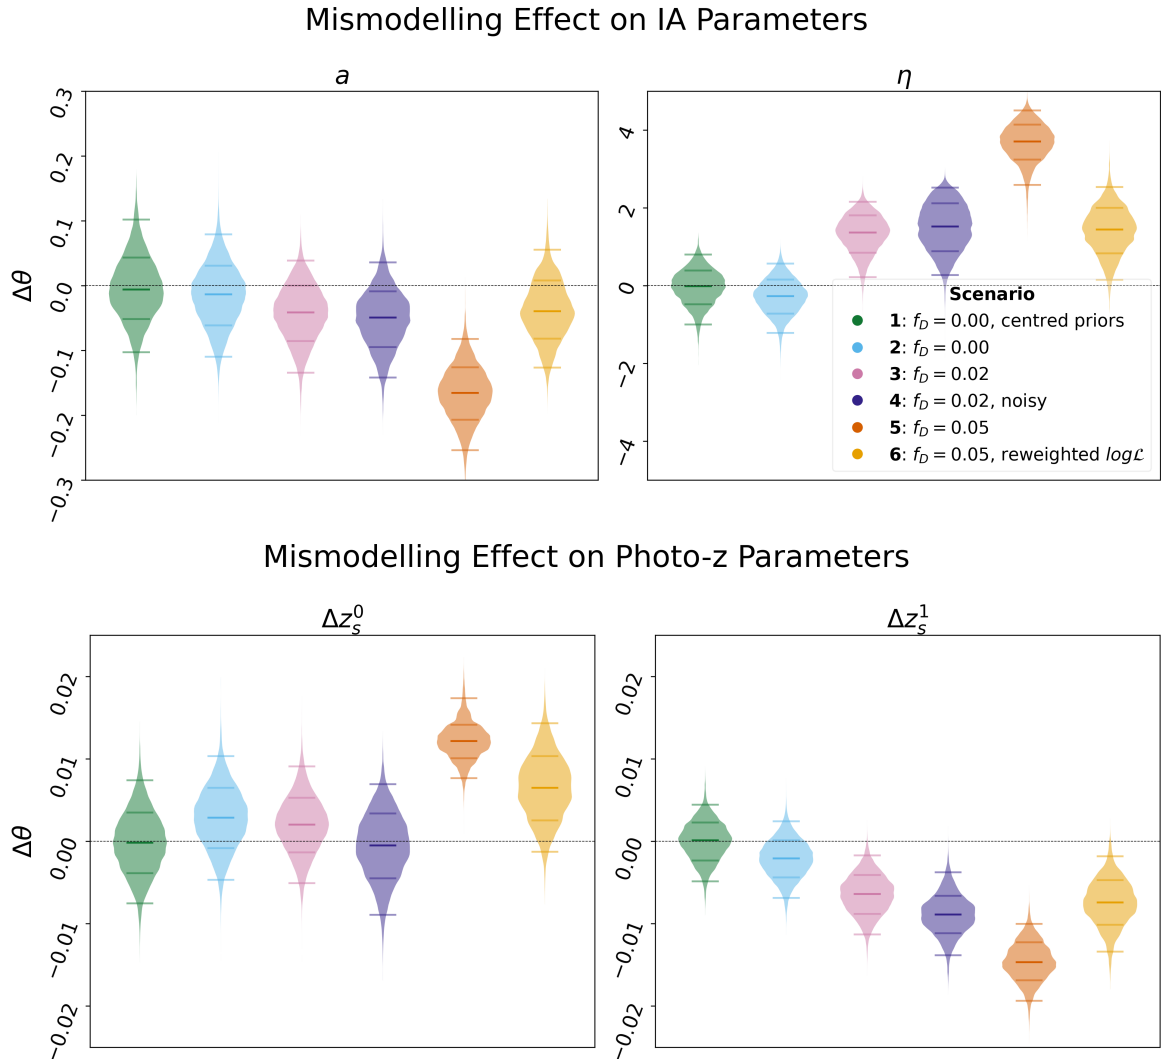 Mismodelling Effect on IA Parameters
a
η
0.3
0.2
0.1
0.0
−0.1
−0.2
−0.3
Δθ
4
2
0
−2
−4
Scenario
1: f_D = 0.00, centred priors
2: f_D = 0.00
3: f_D = 0.02
4: f_D = 0.02, noisy
5: f_D = 0.05
6: f_D = 0.05, reweighted logℒ
Mismodelling Effect on Photo-z Parameters
Δz_s^0
Δz_s^1
0.02
0.01
0.00
−0.01
−0.02
Δθ
0.02
0.01
0.00
−0.01
−0.02